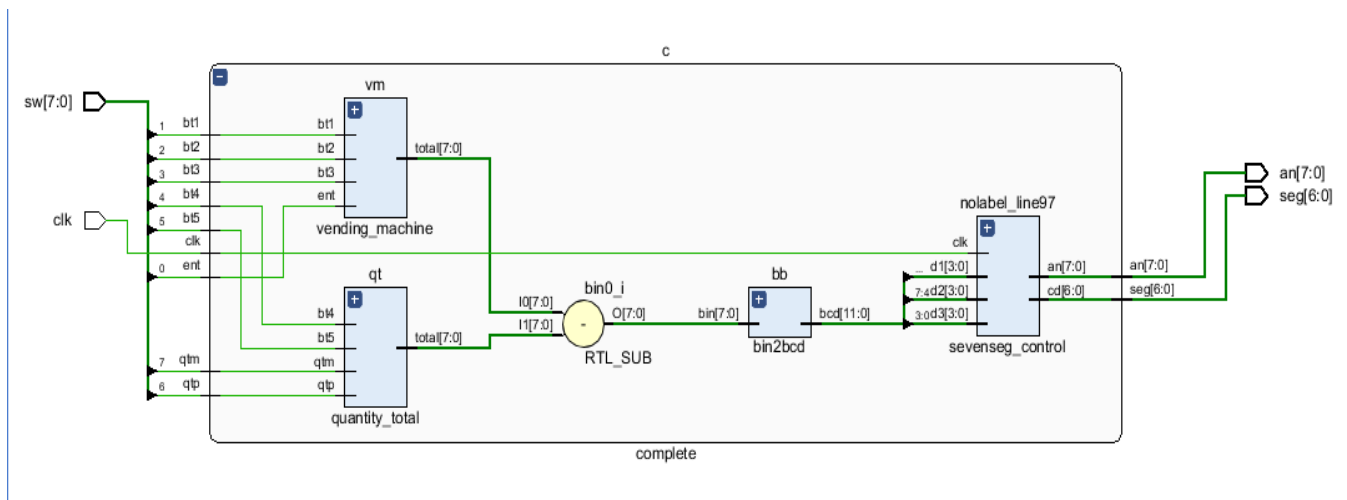 c
vm
sw[7:0]
1 bt1 bt1
2 bt2 bt2 total[7:0]
3 bt3 bt3
4 bt4 ent
5 bt5
vending_machine
clk
clk clk
0 ent
an[7:0]
seg[6:0]
nolabel_line97
qt
bin0_i
bb
... d1[3:0] an[7:0] an[7:0]
7:4 d2[3:0] cd[6:0] seg[6:0]
3:0 d3[3:0]
bt4 I0[7:0] O[7:0] bin[7:0] bcd[11:0]
bt5 total[7:0] I1[7:0]
-
bin2bcd sevenseg_control
RTL_SUB
7 qtm qtm
6 qtp qtp
quantity_total
complete